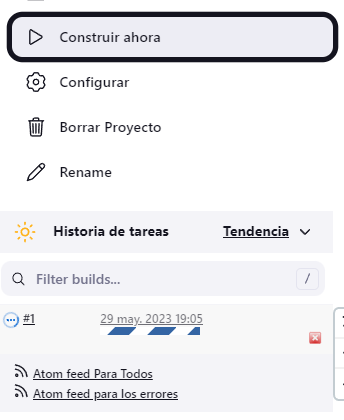 Construir ahora
Configurar
Borrar Proyecto
Rename
Historia de tareas Tendencia
Filter builds... /
#1 29 may. 2023 19:05
Atom feed Para Todos
Atom feed para los errores